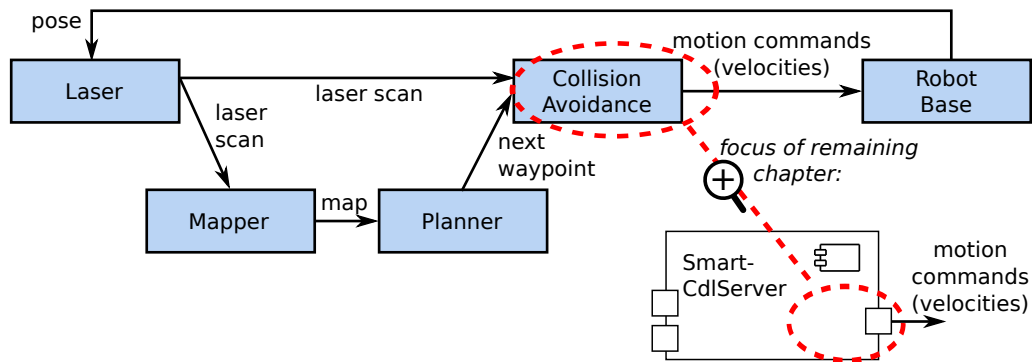 pose
Laser
laser scan
laser
scan
Mapper
map
Planner
next
waypoint
Collision
Avoidance
motion commands
(velocities)
Robot
Base
focus of remaining
chapter:
Smart-
CdlServer
motion
commands
(velocities)